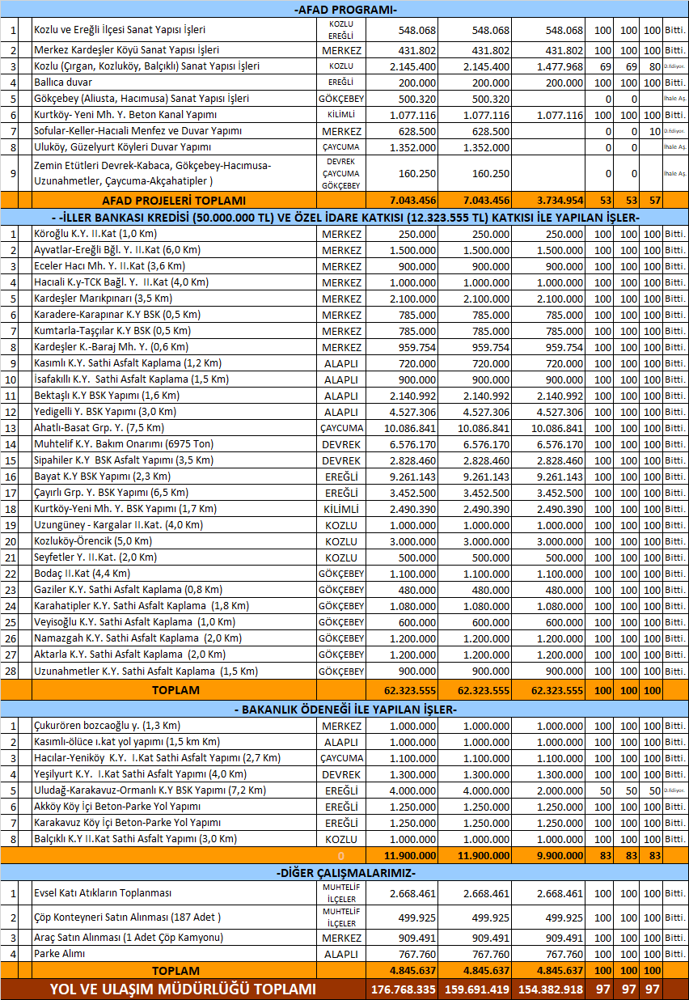 -AFAD PROGRAMI-
1 Kozlu ve Ereğli İlçesi Sanat Yapısı İşleri KOZLU EREĞLİ 548.068 548.068 548.068 100 100 100 Bitti.
2 Merkez Kardeşler Köyü Sanat Yapısı İşleri MERKEZ 431.802 431.802 431.802 100 100 100 Bitti.
3 Kozlu (Çırgan, Kozluköy, Balçıklı) Sanat Yapısı İşleri KOZLU 2.145.400 2.145.400 1.477.968 69 69 80 D.Ediyor.
4 Ballıca duvar EREĞLİ 200.000 200.000 200.000 100 100 100 Bitti.
5 Gökçebey (Aliusta, Hacımusa) Sanat Yapısı İşleri GÖKÇEBEY 500.320 500.320 0 0 İhale Aş.
6 Kurtköy- Yeni Mh. Y. Beton Kanal Yapımı KİLİMLİ 1.077.116 1.077.116 1.077.116 100 100 100 Bitti.
7 Sofular-Keller-Hacıali Menfez ve Duvar Yapımı MERKEZ 628.500 628.500 0 0 10 D.Ediyor.
8 Uluköy, Güzelyurt Köyleri Duvar Yapımı ÇAYCUMA 1.352.000 1.352.000 0 0 İhale Aş.
9 Zemin Etütleri Devrek-Kabaca, Gökçebey-Hacımusa-Uzunahmetler, Çaycuma-Akçahatipler ) DEVREK ÇAYCUMA GÖKÇEBEY 160.250 160.250 0 0 İhale Aş.
AFAD PROJELERİ TOPLAMI 7.043.456 7.043.456 3.734.954 53 53 57
- -İLLER BANKASI KREDİSİ (50.000.000 TL) VE ÖZEL İDARE KATKISI (12.323.555 TL) KATKISI İLE YAPILAN İŞLER-
1 Köroğlu K.Y. II.Kat (1,0 Km) MERKEZ 250.000 250.000 250.000 100 100 100 Bitti.
2 Ayvatlar-Ereğli Bğl. Y. II.Kat (6,0 Km) MERKEZ 1.500.000 1.500.000 1.500.000 100 100 100 Bitti.
3 Eceler Hacı Mh. Y. II.Kat (3,6 Km) MERKEZ 900.000 900.000 900.000 100 100 100 Bitti.
4 Hacıali K.y-TCK Bağl. Y. II.Kat (4,0 Km) MERKEZ 1.000.000 1.000.000 1.000.000 100 100 100 Bitti.
5 Kardeşler Marıkpınarı (3,5 Km) MERKEZ 2.100.000 2.100.000 2.100.000 100 100 100 Bitti.
6 Karadere-Karapınar K.Y BSK (0,5 Km) MERKEZ 785.000 785.000 785.000 100 100 100 Bitti.
7 Kumtarla-Taşçılar K.Y BSK (0,5 Km) MERKEZ 785.000 785.000 785.000 100 100 100 Bitti.
8 Kardeşler K.-Baraj Mh. Y. (0,6 Km) MERKEZ 959.754 959.754 959.754 100 100 100 Bitti.
9 Kasımlı K.Y. Sathi Asfalt Kaplama (1,2 Km) ALAPLI 720.000 720.000 720.000 100 100 100 Bitti.
10 İsafakıllı K.Y. Sathi Asfalt Kaplama (1,5 Km) ALAPLI 900.000 900.000 900.000 100 100 100 Bitti.
11 Bektaşlı K.Y BSK Yapımı (1,6 Km) ALAPLI 2.140.992 2.140.992 2.140.992 100 100 100 Bitti.
12 Yedigelli Y. BSK Yapımı (3,0 Km) ALAPLI 4.527.306 4.527.306 4.527.306 100 100 100 Bitti.
13 Ahatlı-Basat Grp. Y. (7,5 Km) ÇAYCUMA 10.086.841 10.086.841 10.086.841 100 100 100 Bitti.
14 Muhtelif K.Y. Bakım Onarımı (6975 Ton) DEVREK 6.576.170 6.576.170 6.576.170 100 100 100 Bitti.
15 Sipahiler K.Y BSK Asfalt Yapımı (3,5 Km) DEVREK 2.828.460 2.828.460 2.828.460 100 100 100 Bitti.
16 Bayat K.Y BSK Yapımı (2,3 Km) EREĞLİ 9.261.143 9.261.143 9.261.143 100 100 100 Bitti.
17 Çayırlı Grp. Y. BSK Yapımı (6,5 Km) EREĞLİ 3.452.500 3.452.500 3.452.500 100 100 100 Bitti.
18 Kurtköy-Yeni Mh. Y. BSK Yapımı (1,7 Km) KİLİMLİ 2.490.390 2.490.390 2.490.390 100 100 100 Bitti.
19 Uzungüney - Kargalar II.Kat. (4,0 Km) KOZLU 1.000.000 1.000.000 1.000.000 100 100 100 Bitti.
20 Kozluköy-Örencik (5,0 Km) KOZLU 3.000.000 3.000.000 3.000.000 100 100 100 Bitti.
21 Seyfetler Y. II.Kat. (2,0 Km) KOZLU 500.000 500.000 500.000 100 100 100 Bitti.
22 Bodaç II.Kat (4,4 Km) GÖKÇEBEY 1.100.000 1.100.000 1.100.000 100 100 100 Bitti.
23 Gaziler K.Y. Sathi Asfalt Kaplama (0,8 Km) GÖKÇEBEY 480.000 480.000 480.000 100 100 100 Bitti.
24 Karahatipler K.Y. Sathi Asfalt Kaplama (1,8 Km) GÖKÇEBEY 1.080.000 1.080.000 1.080.000 100 100 100 Bitti.
25 Veyisoğlu K.Y. Sathi Asfalt Kaplama (1,0 Km) GÖKÇEBEY 600.000 600.000 600.000 100 100 100 Bitti.
26 Namazgah K.Y. Sathi Asfalt Kaplama (2,0 Km) GÖKÇEBEY 1.200.000 1.200.000 1.200.000 100 100 100 Bitti.
27 Aktarla K.Y. Sathi Asfalt Kaplama (2,0 Km) GÖKÇEBEY 1.200.000 1.200.000 1.200.000 100 100 100 Bitti.
28 Uzunahmetler K.Y. Sathi Asfalt Kaplama (1,5 Km) GÖKÇEBEY 900.000 900.000 900.000 100 100 100 Bitti.
TOPLAM 62.323.555 62.323.555 62.323.555 100 100 100
- BAKANLIK ÖDENEĞİ İLE YAPILAN İŞLER-
1 Çukurören bozcaoğlu y. (1,3 Km) MERKEZ 1.000.000 1.000.000 1.000.000 100 100 100 Bitti.
2 Kasımlı-ölüce ı.kat yol yapımı (1,5 km Km) ALAPLI 1.000.000 1.000.000 1.000.000 100 100 100 Bitti.
3 Hacılar-Yeniköy K.Y. I.Kat Sathi Asfalt Yapımı (2,7 Km) ÇAYCUMA 1.100.000 1.100.000 1.100.000 100 100 100 Bitti.
4 Yeşilyurt K.Y. I.Kat Sathi Asfalt Yapımı (4,0 Km) DEVREK 1.300.000 1.300.000 1.300.000 100 100 100 Bitti.
5 Uludağ-Karakavuz-Ormanlı K.Y BSK Yapımı (7,2 Km) EREĞLİ 4.000.000 4.000.000 2.000.000 50 50 50 D.Ediyor.
6 Akköy Köy İçi Beton-Parke Yol Yapımı EREĞLİ 1.250.000 1.250.000 1.250.000 100 100 100 Bitti.
7 Karakavuz Köy İçi Beton-Parke Yol Yapımı EREĞLİ 1.250.000 1.250.000 1.250.000 100 100 100 Bitti.
8 Balçıklı K.Y II.Kat Sathi Asfalt Yapımı (3,0 Km) KOZLU 1.000.000 1.000.000 1.000.000 100 100 100 Bitti.
0 11.900.000 11.900.000 9.900.000 83 83 83
-DİĞER ÇALIŞMALARIMIZ-
1 Evsel Katı Atıkların Toplanması MUHTELİF İLÇELER 2.668.461 2.668.461 2.668.461 100 100 100 Bitti.
2 Çöp Konteyneri Satın Alınması (187 Adet ) MUHTELİF İLÇELER 499.925 499.925 499.925 100 100 100 Bitti.
3 Araç Satın Alınması (1 Adet Çöp Kamyonu) MERKEZ 909.491 909.491 909.491 100 100 100 Bitti.
4 Parke Alımı ALAPLI 767.760 767.760 767.760 100 100 100 Bitti.
TOPLAM 4.845.637 4.845.637 4.845.637 100 100 100
YOL VE ULAŞIM MÜDÜRLÜĞÜ TOPLAMI 176.768.335 159.691.419 154.382.918 97 97 97